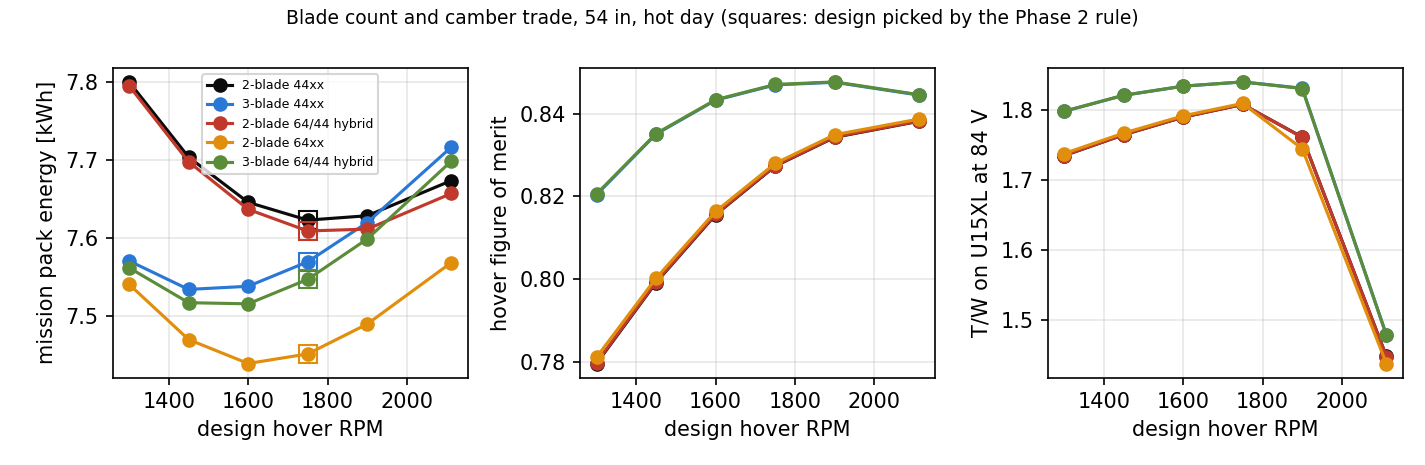 Blade count and camber trade, 54 in, hot day (squares: design picked by the Phase 2 rule)
mission pack energy [kWh]
7.8
7.7
7.6
7.5
2-blade 44xx
3-blade 44xx
2-blade 64/44 hybrid
2-blade 64xx
3-blade 64/44 hybrid
1400 1600 1800 2000
design hover RPM
hover figure of merit
0.84
0.82
0.80
0.78
1400 1600 1800 2000
design hover RPM
T/W on U15XL at 84 V
1.8
1.7
1.6
1.5
1400 1600 1800 2000
design hover RPM